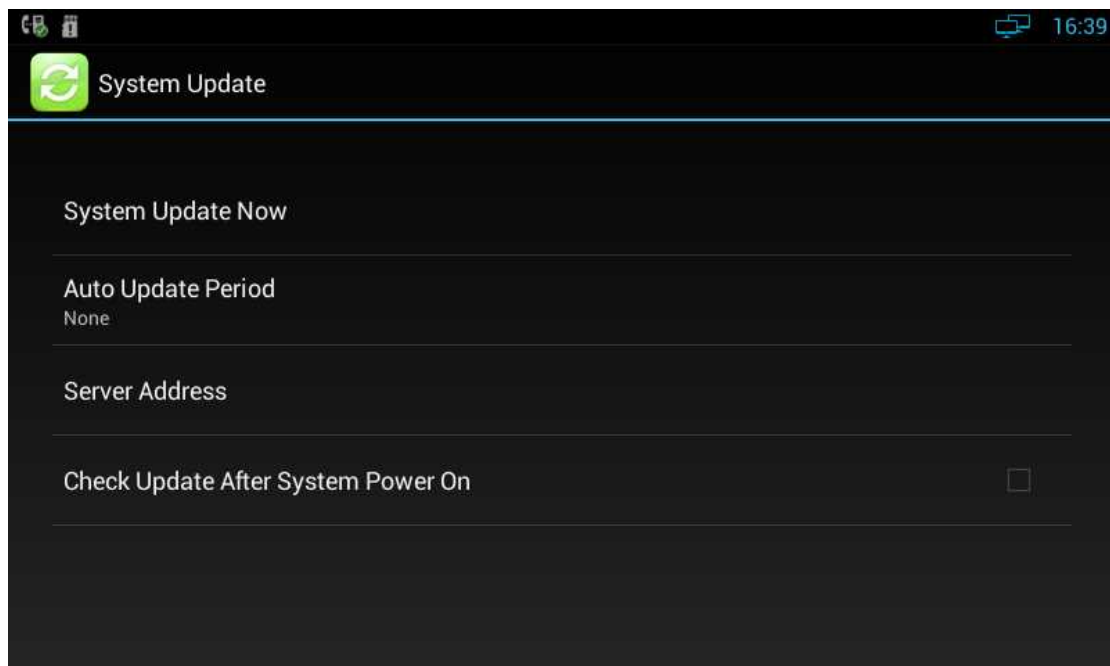 16:39
System Update
System Update Now
Auto Update Period
None
Server Address
Check Update After System Power On